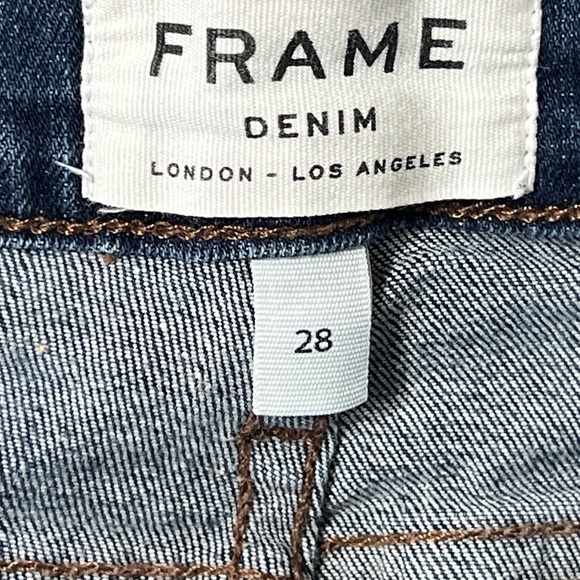 FRAME
DENIM
LONDON - LOS ANGELES
28